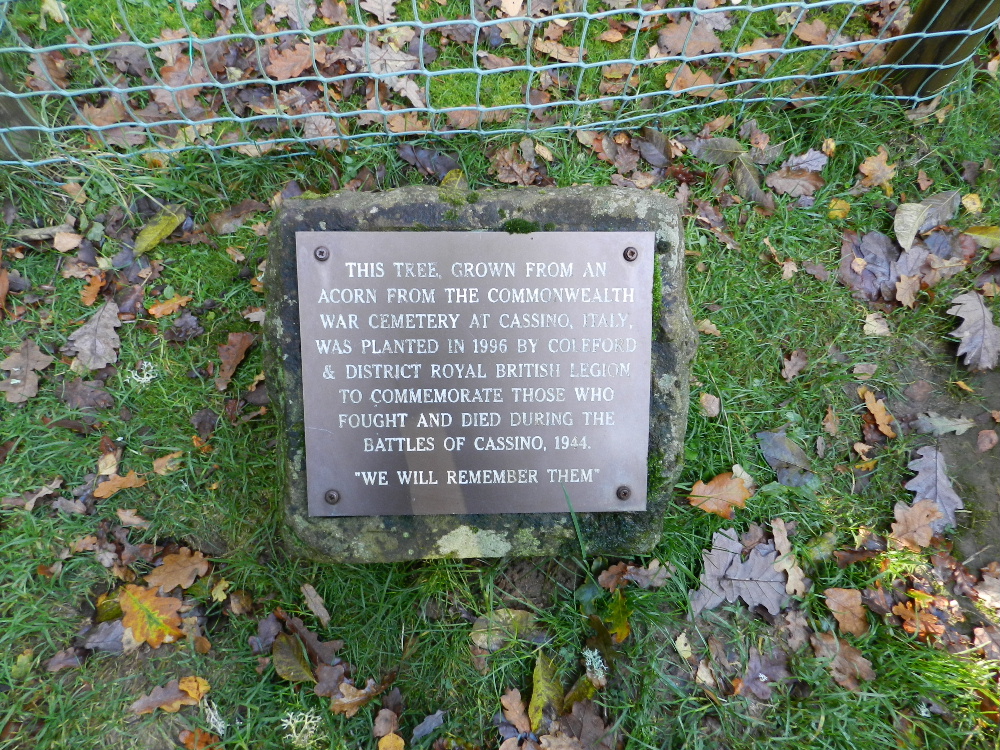 THIS TREE, GROWN FROM AN
ACORN FROM THE COMMONWEALTH
WAR CEMETERY AT CASSINO, ITALY,
WAS PLANTED IN 1996 BY COLEFORD
& DISTRICT ROYAL BRITISH LEGION
TO COMMEMORATE THOSE WHO
FOUGHT AND DIED DURING THE
BATTLES OF CASSINO, 1944.
"WE WILL REMEMBER THEM"